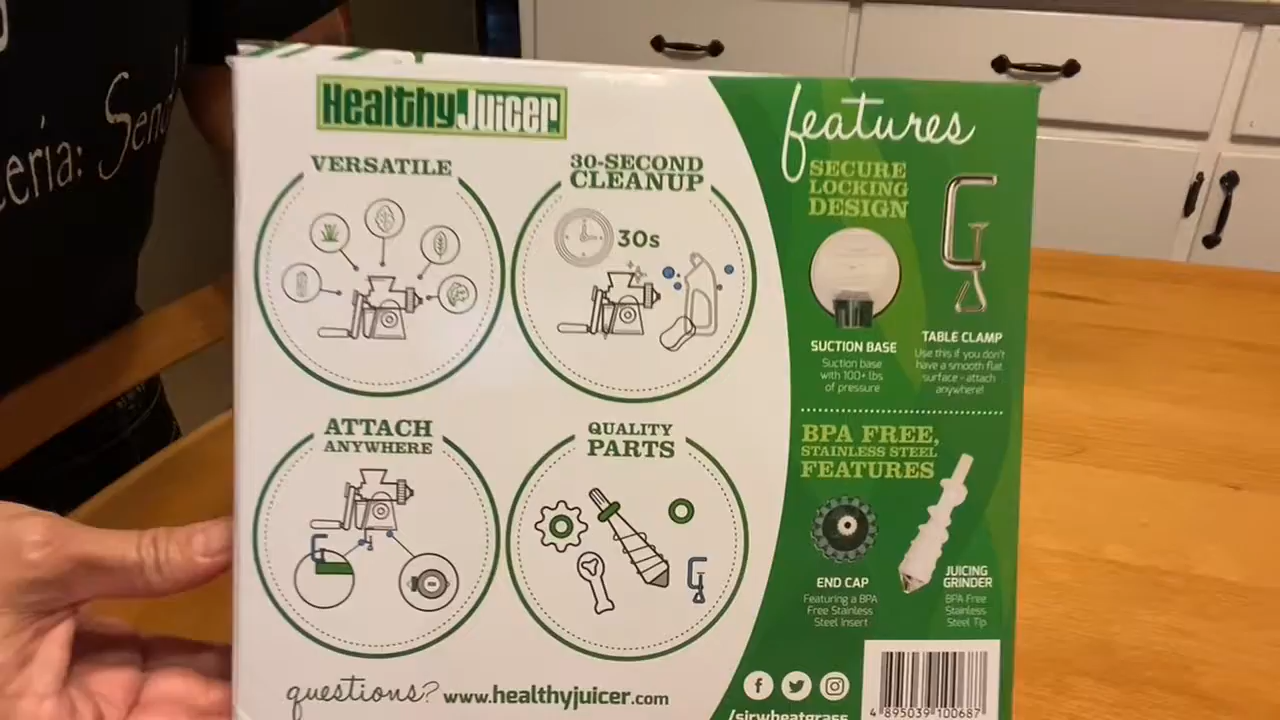 Healthy Juicer
VERSATILE
30-SECOND
CLEANUP
30s
ATTACH
ANYWHERE
QUALITY
PARTS
questions? www.healthyjuicer.com
features
SECURE
LOCKING
DESIGN
SUCTION BASE
Suction base
with 100+ lbs
of pressure
TABLE CLAMP
Use this if you don't
have a smooth flat
surface - attach
anywhere!
BPA FREE,
STAINLESS STEEL
FEATURES
END CAP
Featuring a BPA
Free Stainless
Steel Insert
JUICING
GRINDER
BPA Free
Stainless
Steel Tip
/sirwheatgrass
4 895039 100687
ería: Send